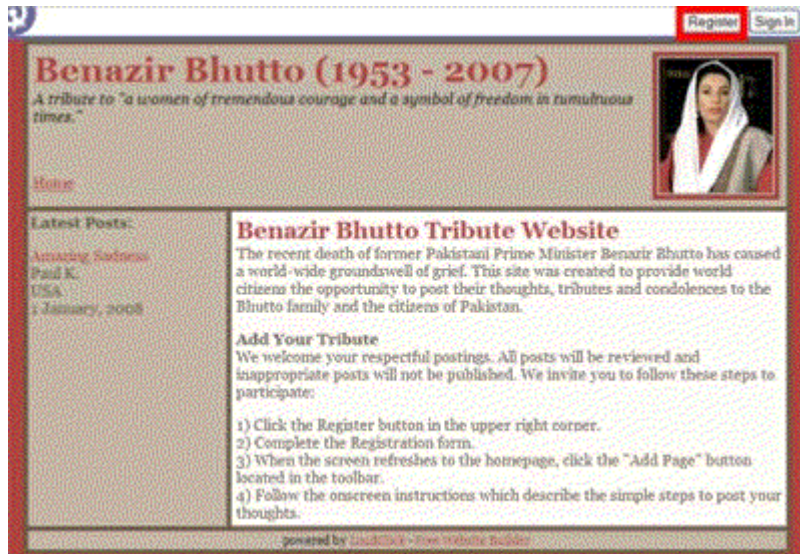 Register Sign In
Benazir Bhutto (1953 - 2007)
A tribute to "a women of tremendous courage and a symbol of freedom in tumultuous
times."
Home
Latest Posts:
Amazing Sadness
Paul K.
USA
1 January, 2008
Benazir Bhutto Tribute Website
The recent death of former Pakistani Prime Minister Benazir Bhutto has caused
a world-wide groundswell of grief. This site was created to provide world
citizens the opportunity to post their thoughts, tributes and condolences to the
Bhutto family and the citizens of Pakistan.
Add Your Tribute
We welcome your respectful postings. All posts will be reviewed and
inappropriate posts will not be published. We invite you to follow these steps to
participate:
1) Click the Register button in the upper right corner.
2) Complete the Registration form.
3) When the screen refreshes to the homepage, click the "Add Page" button
located in the toolbar.
4) Follow the onscreen instructions which describe the simple steps to post your
thoughts.
powered by - Free Website Builder